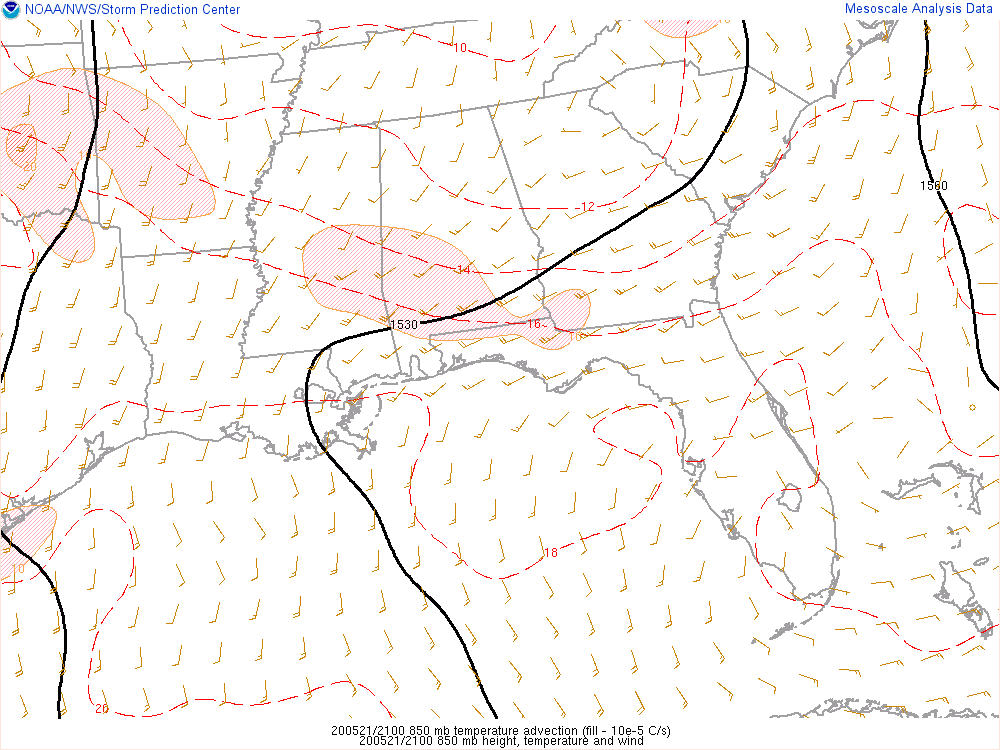 NOAA/NWS/Storm Prediction Center
Mesoscale Analysis Data
10
1560
12
14
1530
16
18
10
20
200521/2100 850 mb temperature advection (fill - 10e-5 C/s)
200521/2100 850 mb height, temperature and wind